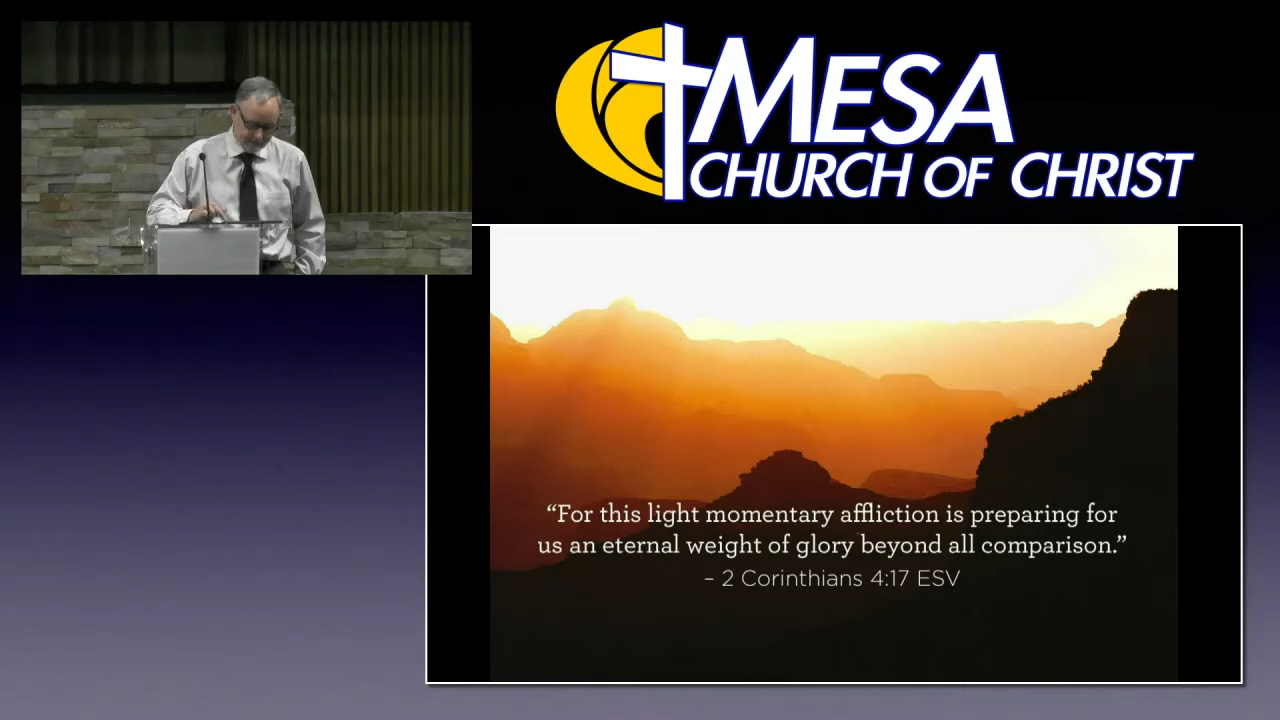 MESA
CHURCH OF CHRIST
“For this light momentary affliction is preparing for
us an eternal weight of glory beyond all comparison.”
– 2 Corinthians 4:17 ESV